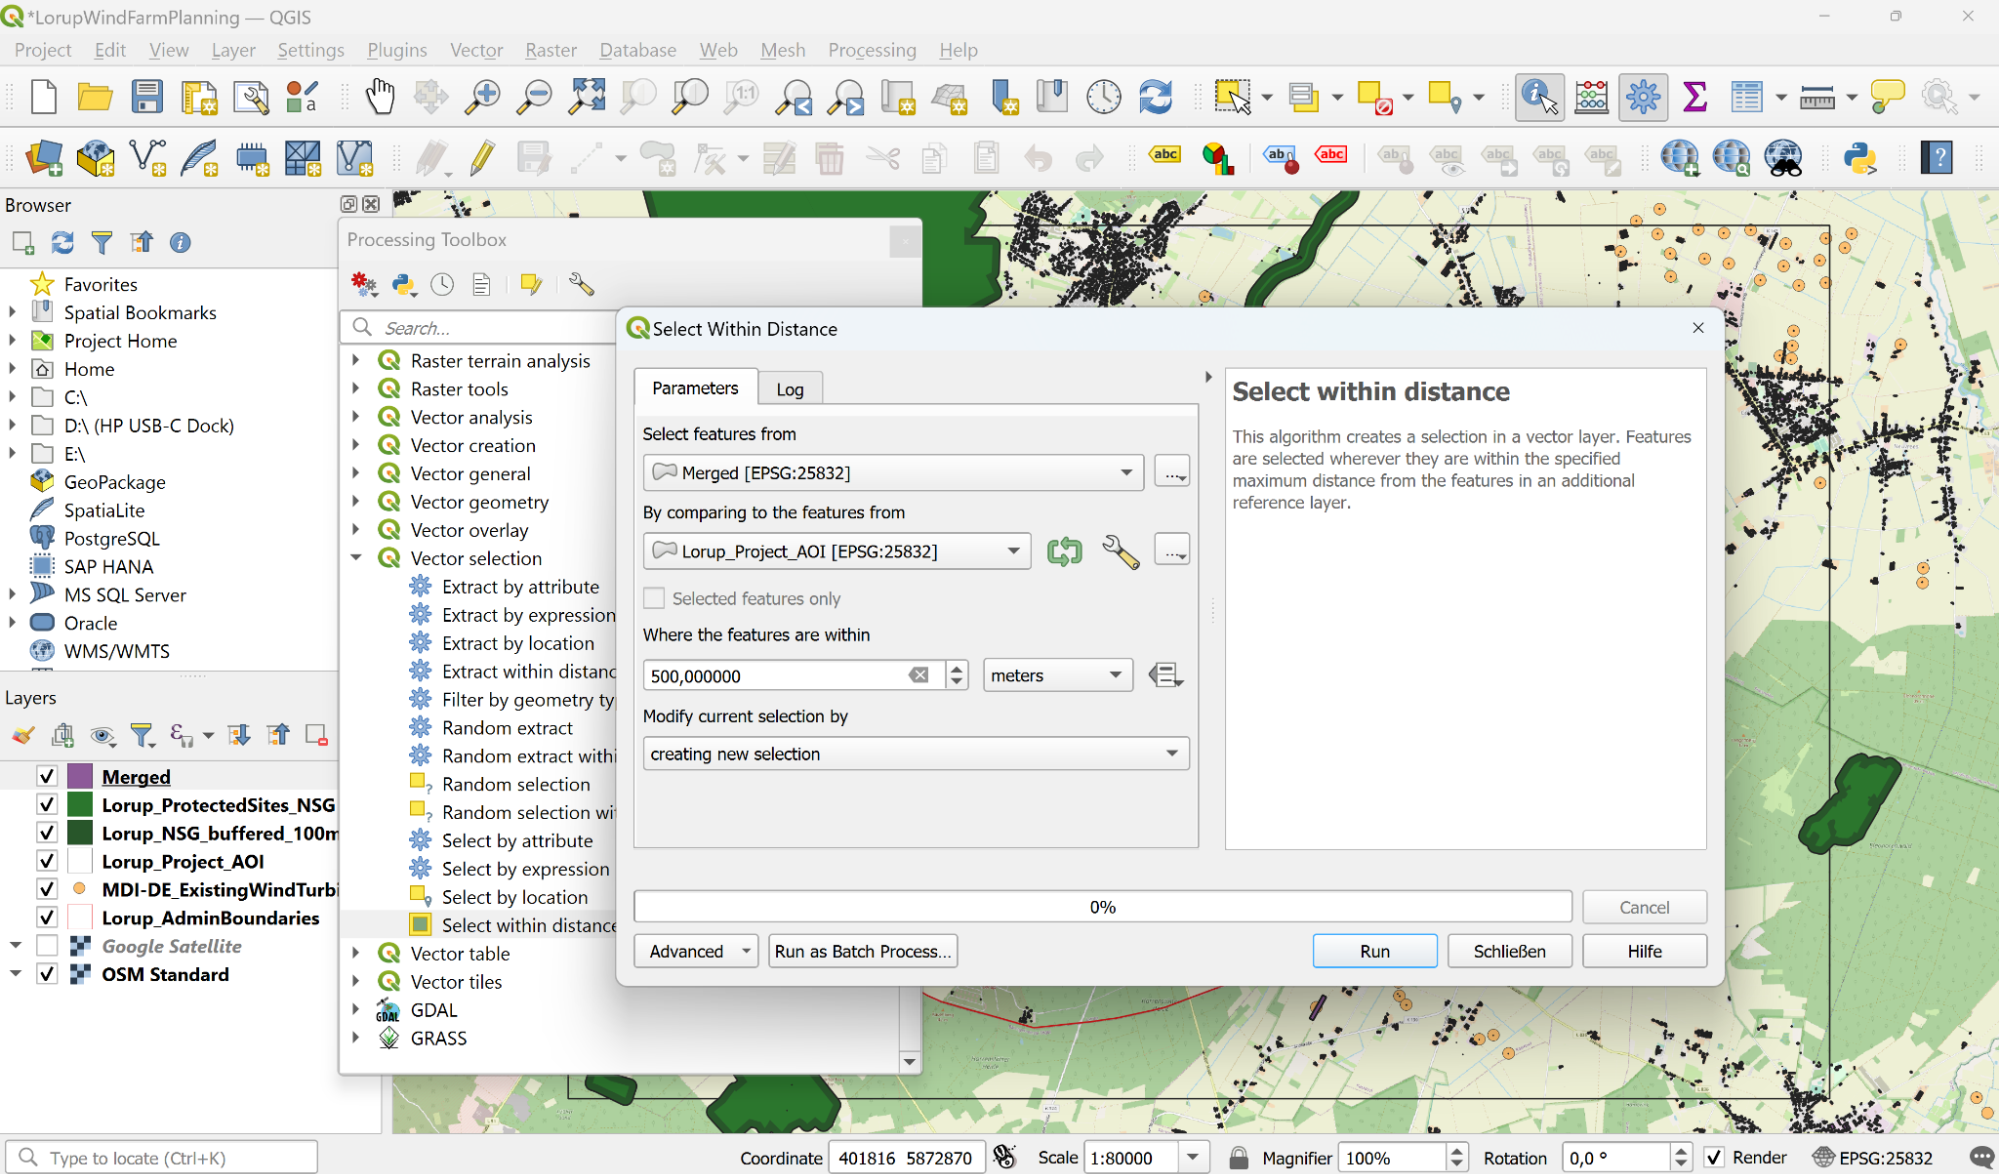 *LorupWindFarmPlanning — QGIS
Project Edit View Layer Settings Plugins Vector Raster Database Web Mesh Processing Help
Browser
Favorites
Spatial Bookmarks
Project Home
Home
C:\
D:\ (HP USB-C Dock)
E:\
GeoPackage
SpatiaLite
PostgreSQL
SAP HANA
MS SQL Server
Oracle
WMS/WMTS
Layers
Merged
Lorup_ProtectedSites_NSG
Lorup_NSG_buffered_100m
Lorup_Project_AOI
MDI-DE_ExistingWindTurbi
Lorup_AdminBoundaries
Google Satellite
OSM Standard
Processing Toolbox
Search...
Raster terrain analysis
Raster tools
Vector analysis
Vector creation
Vector general
Vector geometry
Vector overlay
Vector selection
Extract by attribute
Extract by expression
Extract by location
Extract within distanc
Filter by geometry ty
Random extract
Random extract withi
Random selection
Random selection wi
Select by attribute
Select by expression
Select by location
Select within distance
Vector table
Vector tiles
GDAL
GRASS
Select Within Distance
Parameters Log
Select features from
Merged [EPSG:25832]
By comparing to the features from
Lorup_Project_AOI [EPSG:25832]
Selected features only
Where the features are within
500,000000 meters
Modify current selection by
creating new selection
Select within distance
This algorithm creates a selection in a vector layer. Features
are selected wherever they are within the specified
maximum distance from the features in an additional
reference layer.
0%
Cancel
Advanced Run as Batch Process... Run Schließen Hilfe
Type to locate (Ctrl+K) Coordinate 401816 5872870 Scale 1:80000 Magnifier 100% Rotation 0,0 ° Render EPSG:25832